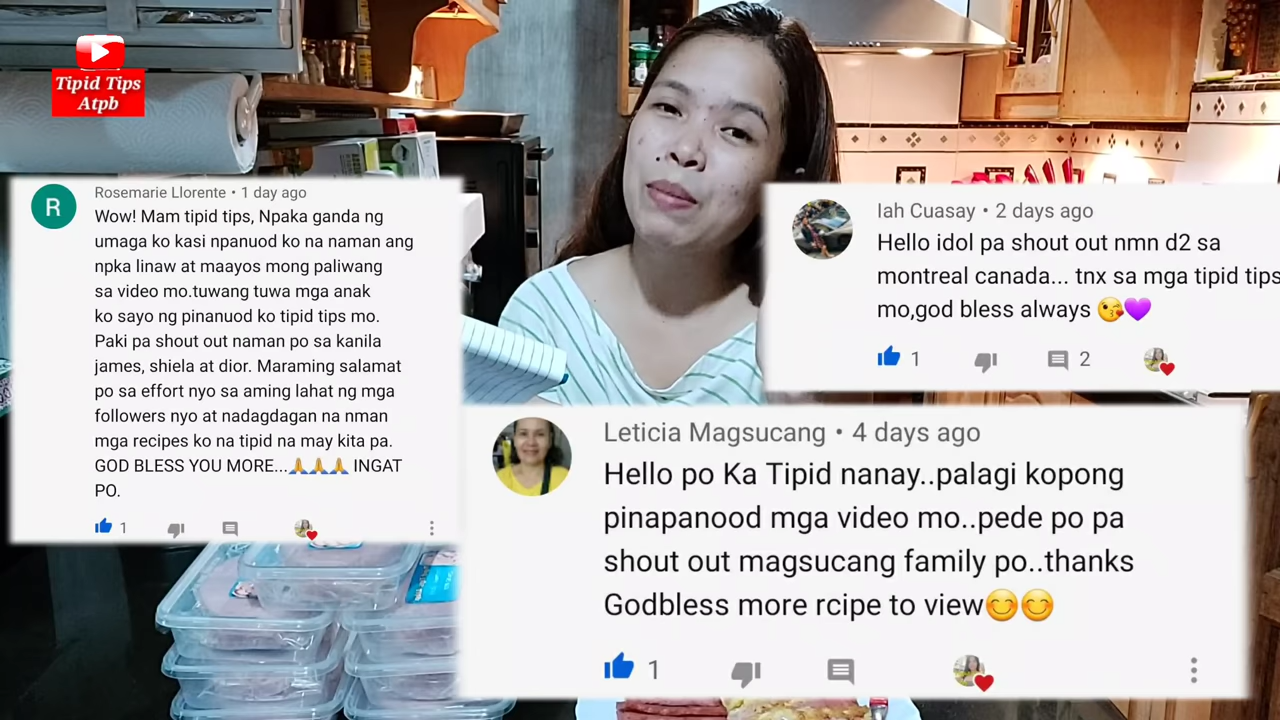 Tipid Tips
Atpb
R
Rosemarie Llorente • 1 day ago
Wow! Mam tipid tips, Npaka ganda ng
umaga ko kasi npanuod ko na naman ang
npka linaw at maayos mong paliwang
sa video mo.tuwang tuwa mga anak
ko sayo ng pinanuod ko tipid tips mo.
Paki pa shout out naman po sa kanila
james, shiela at dior. Maraming salamat
po sa effort nyo sa aming lahat ng mga
followers nyo at nadagdagan na nman
mga recipes ko na tipid na may kita pa.
GOD BLESS YOU MORE...🙏🙏🙏 INGAT
PO.
1
Iah Cuasay • 2 days ago
Hello idol pa shout out nmn d2 sa
montreal canada... tnx sa mga tipid tips
mo,god bless always 😘💜
1 2
Leticia Magsucang • 4 days ago
Hello po Ka Tipid nanay..palagi kopong
pinapanood mga video mo..pede po pa
shout out magsucang family po..thanks
Godbless more rcipe to view😊😊
1